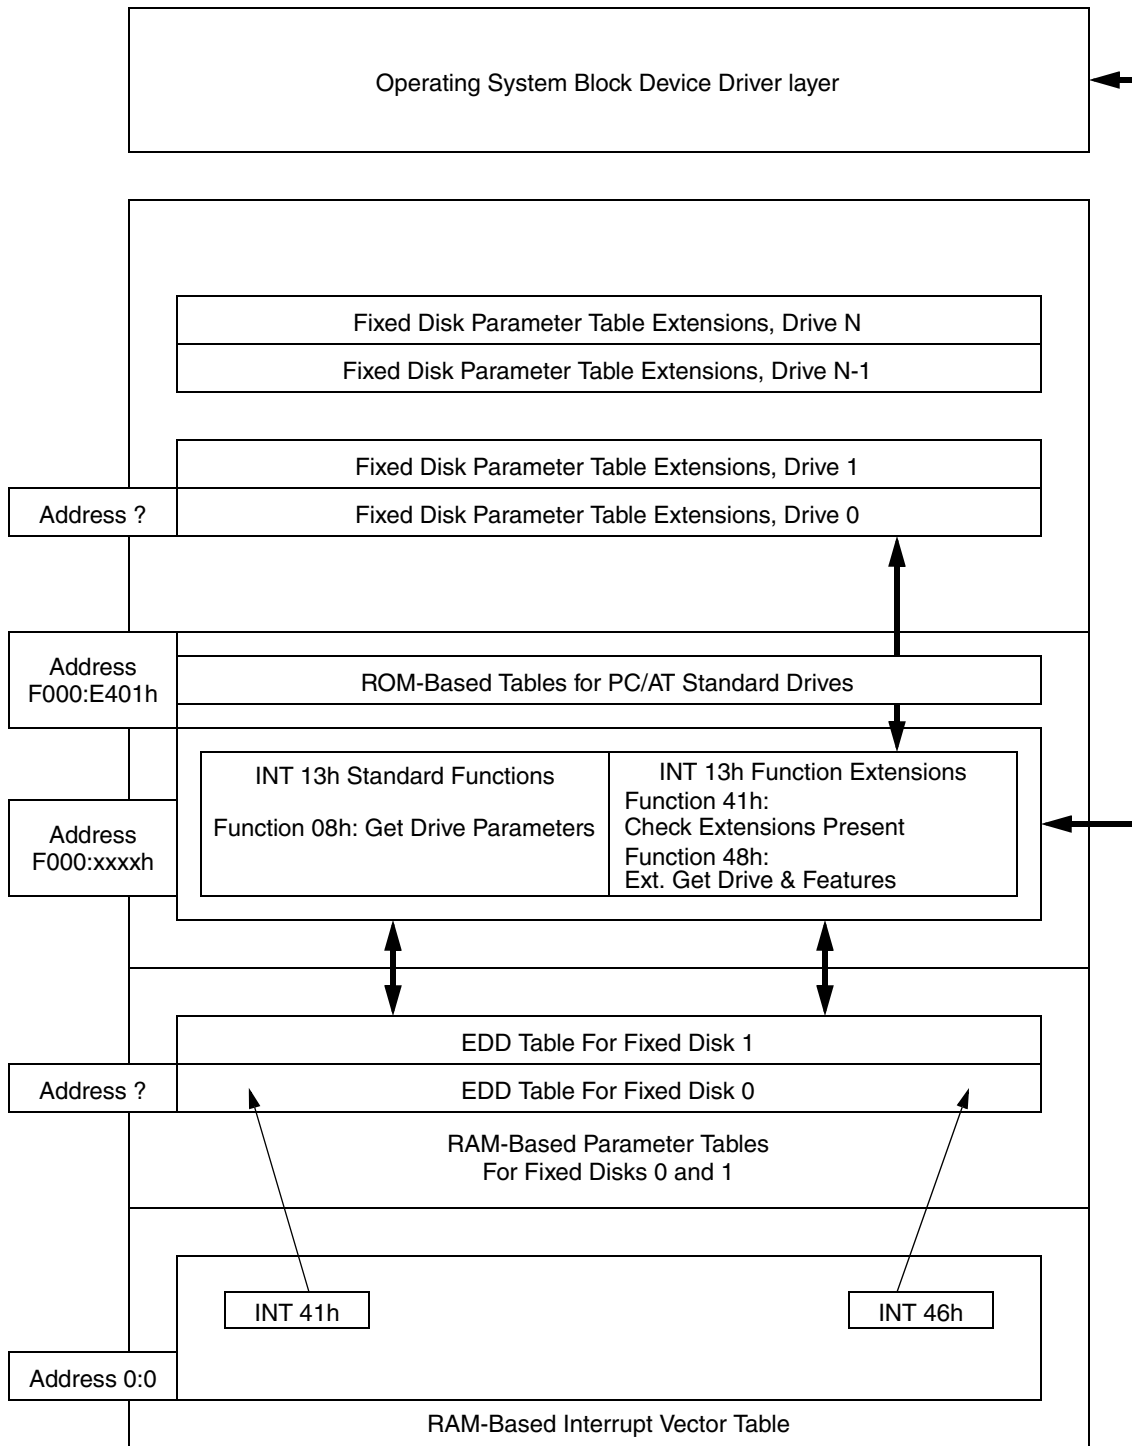 Operating System Block Device Driver layer
Fixed Disk Parameter Table Extensions, Drive N
Fixed Disk Parameter Table Extensions, Drive N-1
Fixed Disk Parameter Table Extensions, Drive 1
Address ?
Fixed Disk Parameter Table Extensions, Drive 0
Address
F000:E401h
ROM-Based Tables for PC/AT Standard Drives
INT 13h Standard Functions
Function 08h: Get Drive Parameters
INT 13h Function Extensions
Function 41h:
Check Extensions Present
Function 48h:
Ext. Get Drive & Features
Address
F000:xxxxh
EDD Table For Fixed Disk 1
Address ?
EDD Table For Fixed Disk 0
RAM-Based Parameter Tables
For Fixed Disks 0 and 1
INT 41h
INT 46h
Address 0:0
RAM-Based Interrupt Vector Table